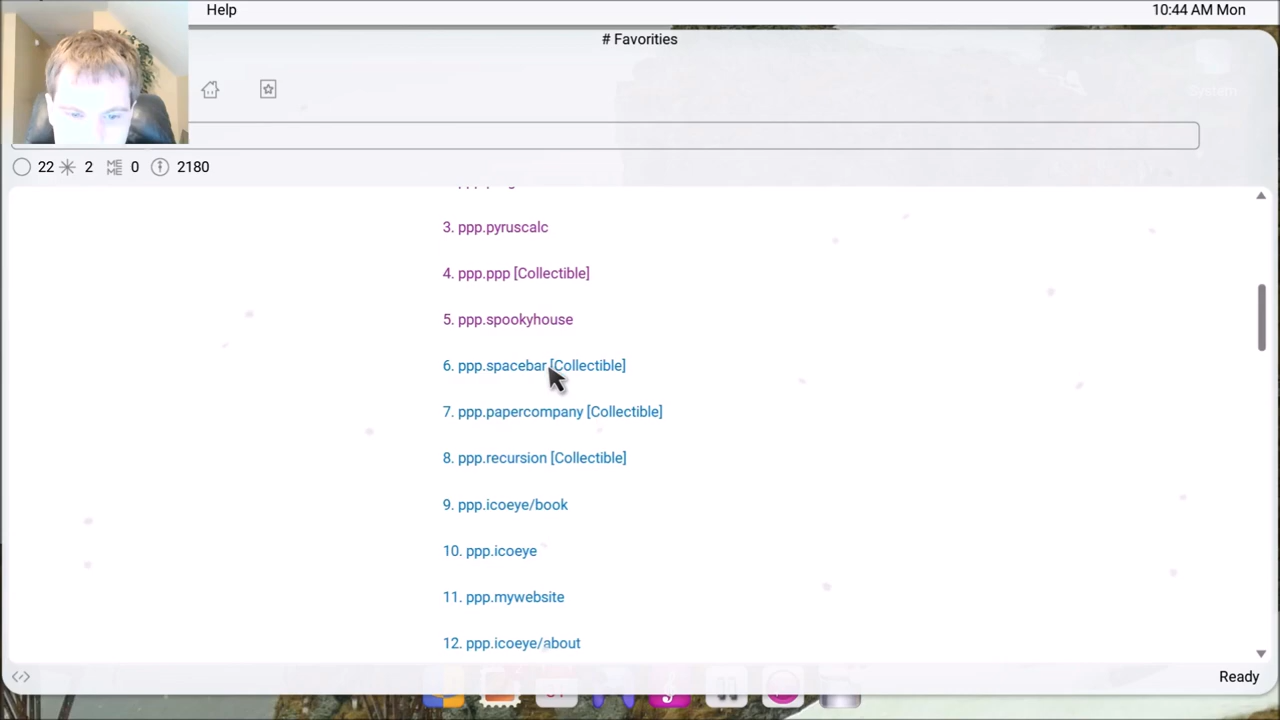 Help
10:44 AM Mon
# Favorities
22 2 0 2180
3. ppp.pyruscalc
4. ppp.ppp [Collectible]
5. ppp.spookyhouse
6. ppp.spacebar [Collectible]
7. ppp.papercompany [Collectible]
8. ppp.recursion [Collectible]
9. ppp.icoeye/book
10. ppp.icoeye
11. ppp.mywebsite
12. ppp.icoeye/about
Ready